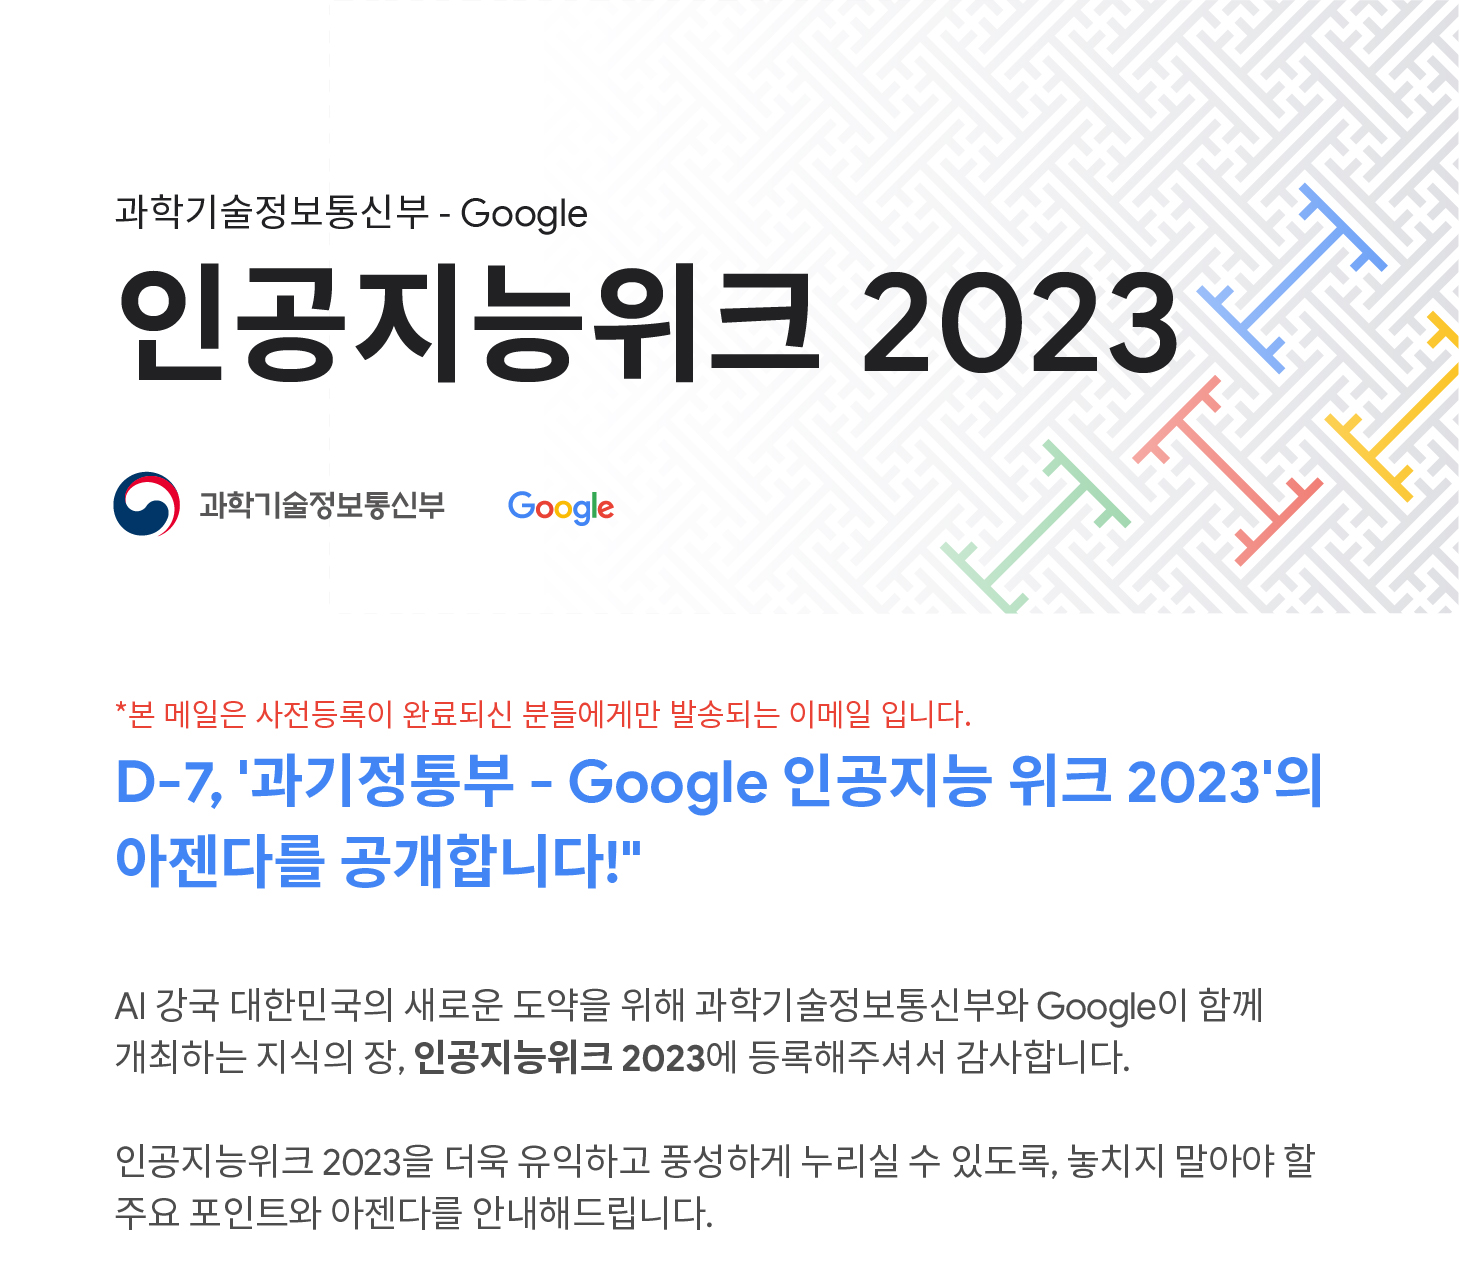 과학기술정보통신부 - Google
인공지능위크 2023
과학기술정보통신부 Google
*본 메일은 사전등록이 완료되신 분들에게만 발송되는 이메일 입니다.
D-7, '과기정통부 - Google 인공지능 위크 2023'의
아젠다를 공개합니다!"
AI 강국 대한민국의 새로운 도약을 위해 과학기술정보통신부와 Google이 함께
개최하는 지식의 장, 인공지능위크 2023에 등록해주셔서 감사합니다.
인공지능위크 2023을 더욱 유익하고 풍성하게 누리실 수 있도록, 놓치지 말아야 할
주요 포인트와 아젠다를 안내해드립니다.